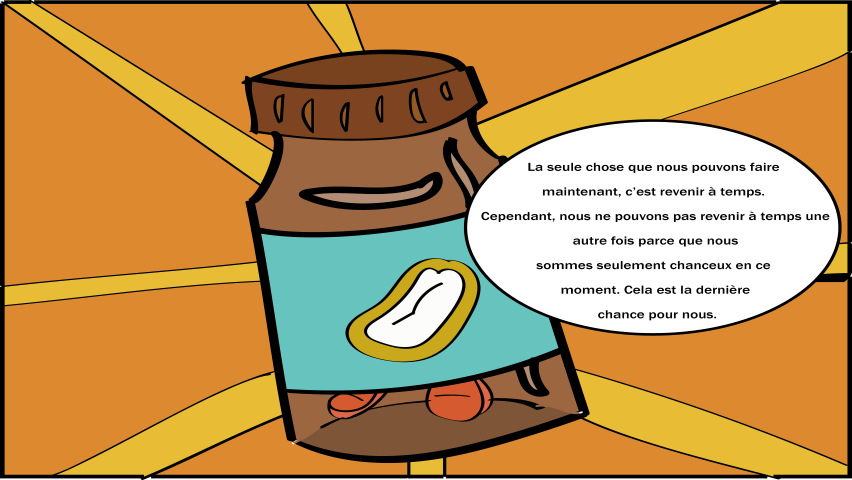 La seule chose que nous pouvons faire
maintenant, c'est revenir à temps.
Cependant, nous ne pouvons pas revenir à temps une
autre fois parce que nous
sommes seulement chanceux en ce
moment. Cela est la dernière
chance pour nous.